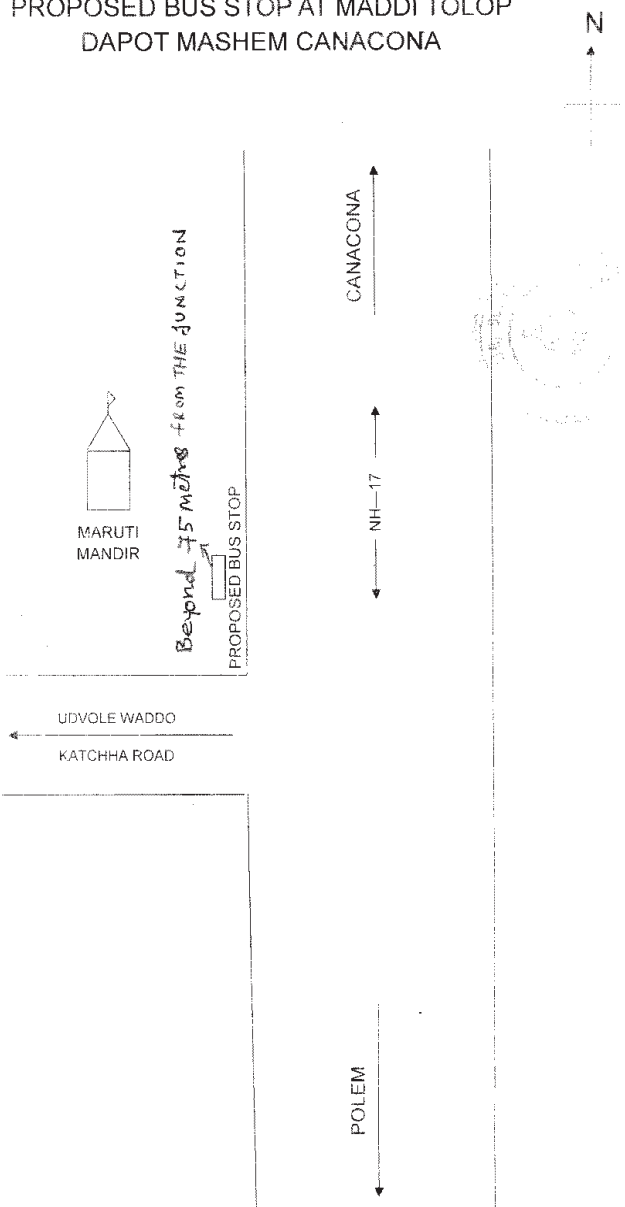 PROPOSED BUS STOP AT MADDI TOLOP
DAPOT MASHEM CANACONA
N
CANACONA
Beyond 75 metres from THE JUNCTION
MARUTI
MANDIR
PROPOSED BUS STOP
NH-17
UDVOLE WADDO
KATCHHA ROAD
POLEM